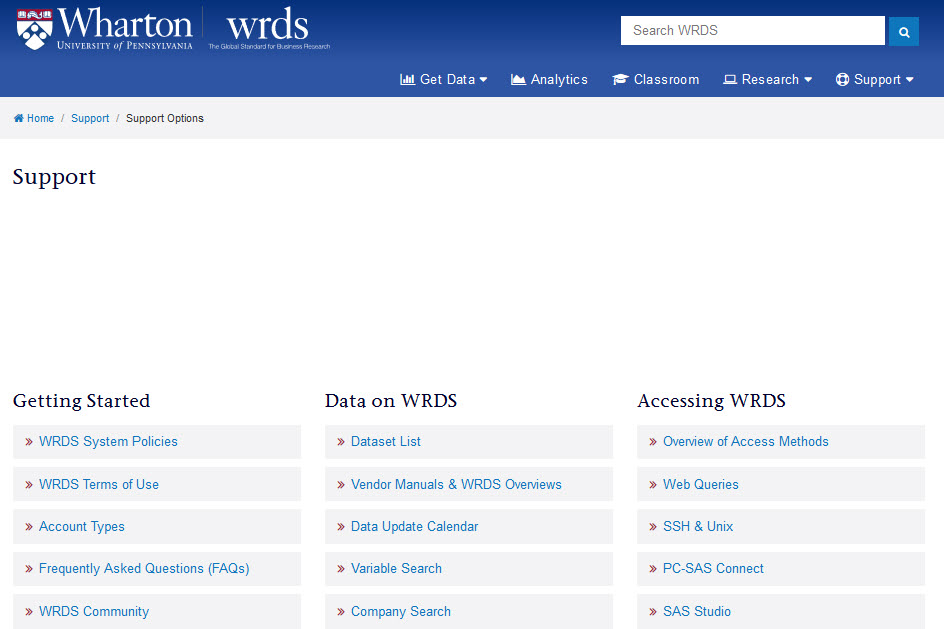 Wharton
UNIVERSITY of PENNSYLVANIA
wrds
The Global Standard for Business Research
Search WRDS
Get Data
Analytics
Classroom
Research
Support
Home / Support / Support Options
Support
Getting Started
WRDS System Policies
WRDS Terms of Use
Account Types
Frequently Asked Questions (FAQs)
WRDS Community
Data on WRDS
Dataset List
Vendor Manuals & WRDS Overviews
Data Update Calendar
Variable Search
Company Search
Accessing WRDS
Overview of Access Methods
Web Queries
SSH & Unix
PC-SAS Connect
SAS Studio